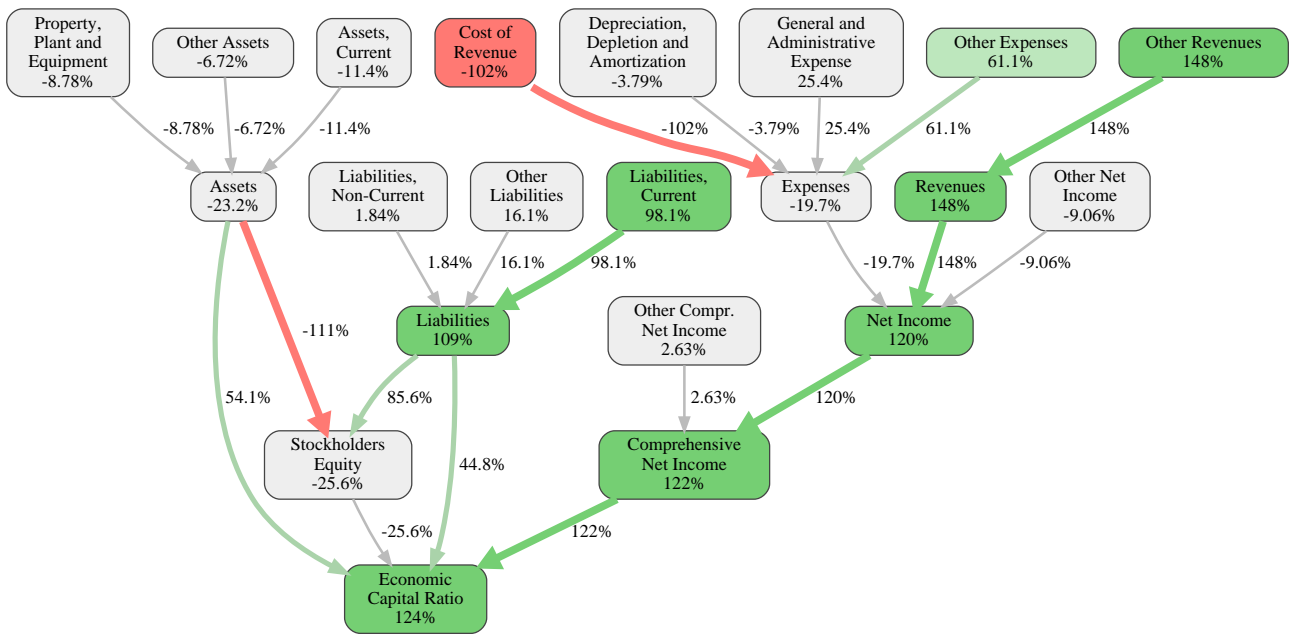 Property,
Plant and
Equipment
-8.78%
Other Assets
-6.72%
Assets,
Current
-11.4%
Cost of
Revenue
-102%
Depreciation,
Depletion and
Amortization
-3.79%
General and
Administrative
Expense
25.4%
Other Expenses
61.1%
Other Revenues
148%
-8.78%
-6.72%
-11.4%
-102%
-3.79%
25.4%
61.1%
148%
Assets
-23.2%
Liabilities,
Non-Current
1.84%
Other
Liabilities
16.1%
Liabilities,
Current
98.1%
Expenses
-19.7%
Revenues
148%
Other Net
Income
-9.06%
1.84%
16.1%
98.1%
-19.7%
148%
-9.06%
-111%
Liabilities
109%
Other Compr.
Net Income
2.63%
Net Income
120%
54.1%
85.6%
2.63%
120%
Stockholders
Equity
-25.6%
44.8%
Comprehensive
Net Income
122%
-25.6%
122%
Economic
Capital Ratio
124%